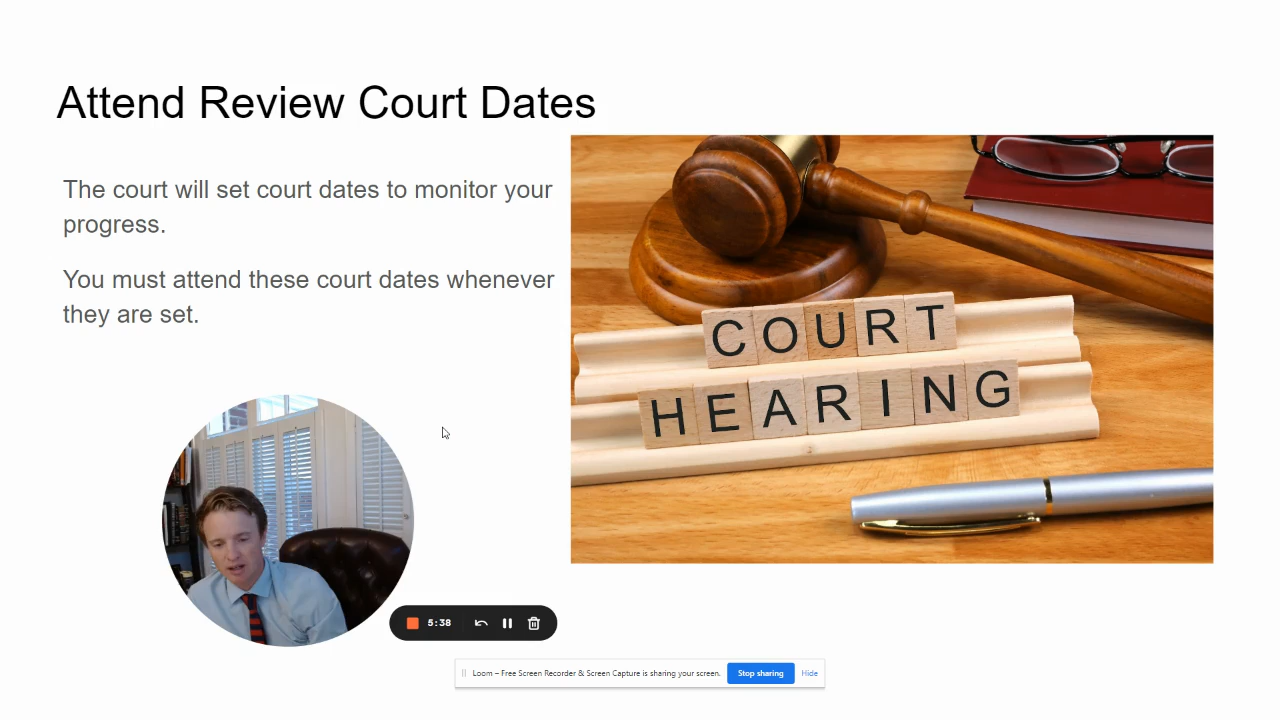 Attend Review Court Dates
The court will set court dates to monitor your
progress.
You must attend these court dates whenever
they are set.
COURT
HEARING
5:38
Loom – Free Screen Recorder & Screen Capture is sharing your screen. Stop sharing Hide